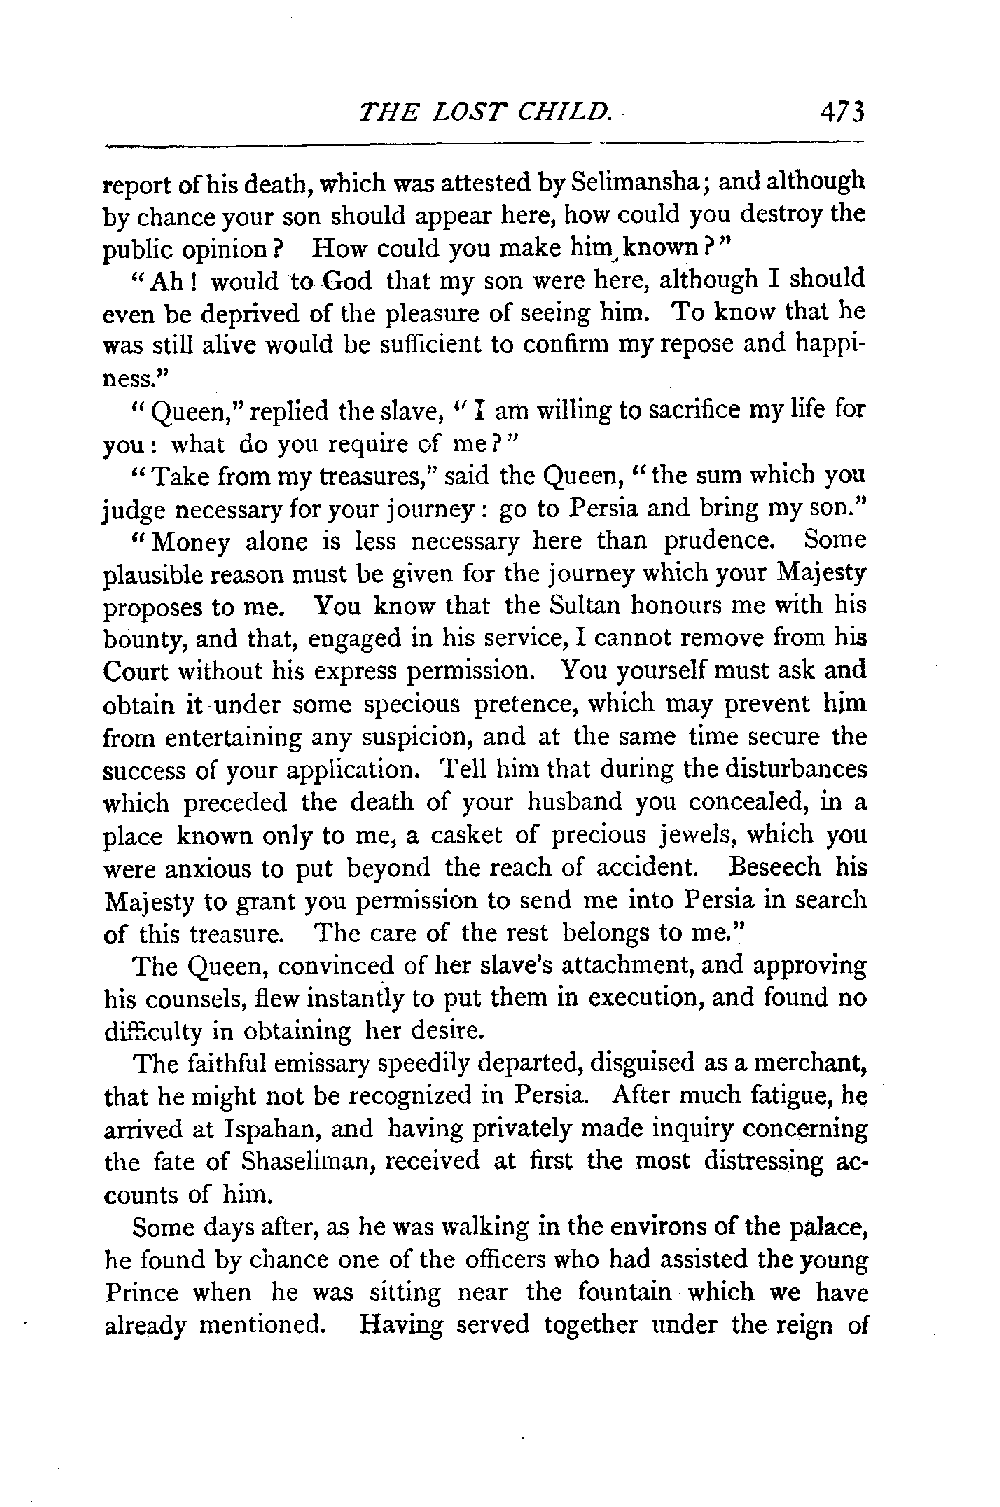 THE LOST CHILD. 473
report of his death, which was attested by Selimansha; and although
by chance your son should appear here, how could you destroy the
public opinion? How could you make him known?"
"Ah! would to God that my son were here, although I should
even be deprived of the pleasure of seeing him. To know that he
was still alive would be sufficient to confirm my repose and happi-
ness."
"Queen," replied the slave, "I am willing to sacrifice my life for
you: what do you require of me?"
"Take from my treasures," said the Queen, "the sum which you
judge necessary for your journey: go to Persia and bring my son."
"Money alone is less necessary here than prudence. Some
plausible reason must be given for the journey which your Majesty
proposes to me. You know that the Sultan honours me with his
bounty, and that, engaged in his service, I cannot remove from his
Court without his express permission. You yourself must ask and
obtain it under some specious pretence, which may prevent him
from entertaining any suspicion, and at the same time secure the
success of your application. Tell him that during the disturbances
which preceded the death of your husband you concealed, in a
place known only to me, a casket of precious jewels, which you
were anxious to put beyond the reach of accident. Beseech his
Majesty to grant you permission to send me into Persia in search
of this treasure. The care of the rest belongs to me."
The Queen, convinced of her slave's attachment, and approving
his counsels, flew instantly to put them in execution, and found no
difficulty in obtaining her desire.
The faithful emissary speedily departed, disguised as a merchant,
that he might not be recognized in Persia. After much fatigue, he
arrived at Ispahan, and having privately made inquiry concerning
the fate of Shaseliman, received at first the most distressing ac-
counts of him.
Some days after, as he was walking in the environs of the palace,
he found by chance one of the officers who had assisted the young
Prince when he was sitting near the fountain which we have
already mentioned. Having served together under the reign of